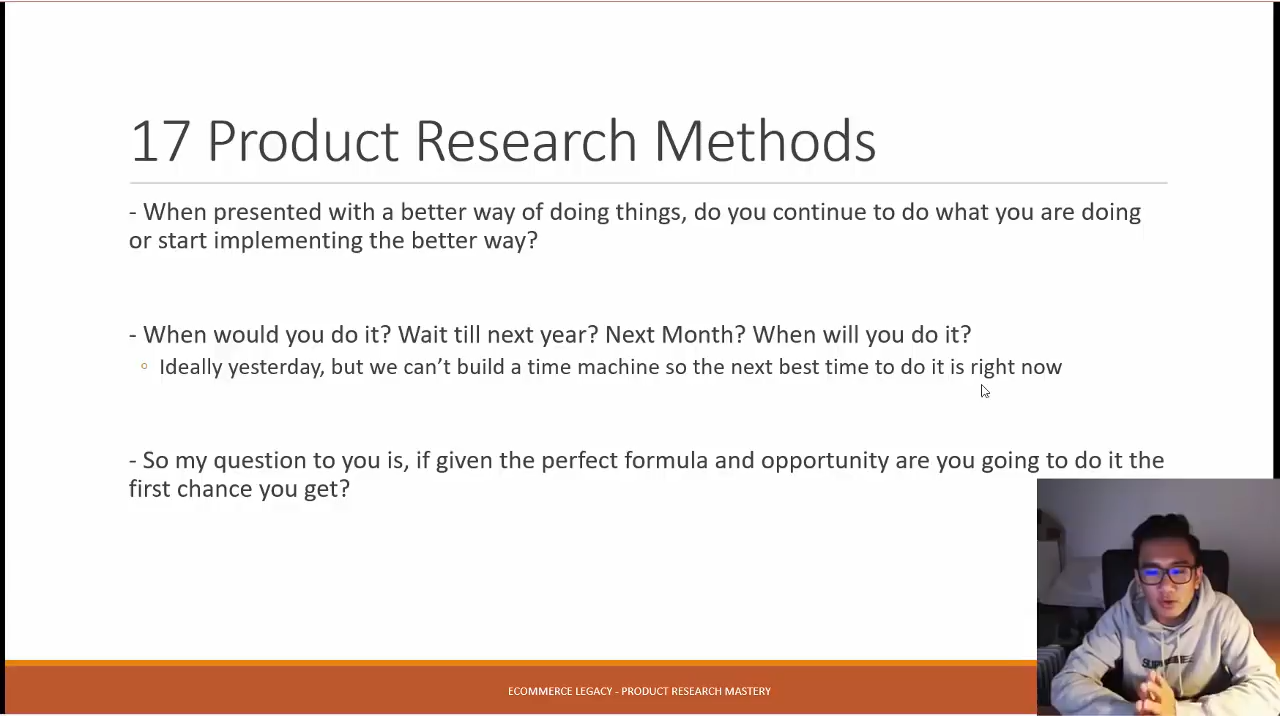 17 Product Research Methods
- When presented with a better way of doing things, do you continue to do what you are doing
or start implementing the better way?
- When would you do it? Wait till next year? Next Month? When will you do it?
◦ Ideally yesterday, but we can’t build a time machine so the next best time to do it is right now
- So my question to you is, if given the perfect formula and opportunity are you going to do it the
first chance you get?
ECOMMERCE LEGACY - PRODUCT RESEARCH MASTERY